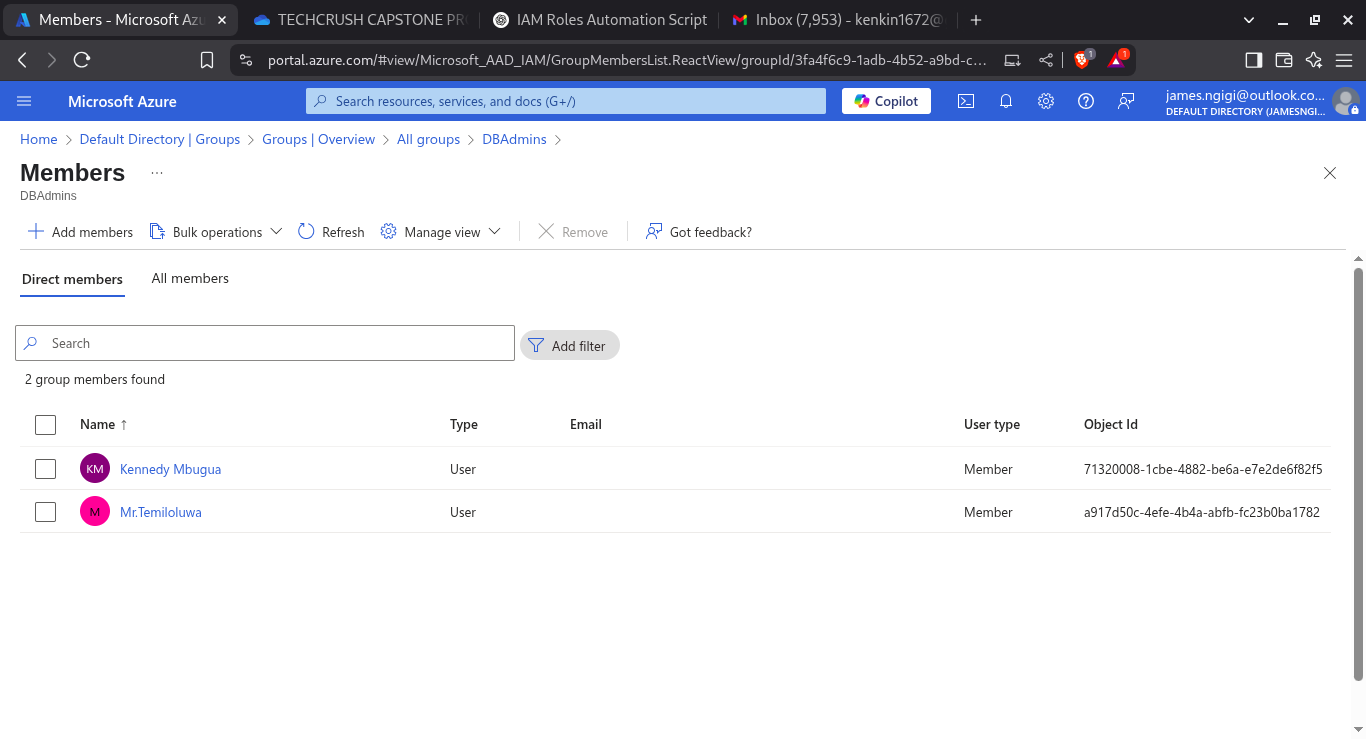 Members - Microsoft Azu
TECHCRUSH CAPSTONE PRO
IAM Roles Automation Script
Inbox (7,953) - kenkin1672@
portal.azure.com/#view/Microsoft_AAD_IAM/GroupMembersList.ReactView/groupId/3fa4f6c9-1adb-4b52-a9bd-c...
1
1
Microsoft Azure
Search resources, services, and docs (G+/)
Copilot
james.ngigi@outlook.co...
DEFAULT DIRECTORY (JAMESNGI...
Home > Default Directory | Groups > Groups | Overview > All groups > DBAdmins >
Members ...
DBAdmins
Add members
Bulk operations
Refresh
Manage view
Remove
Got feedback?
Direct members
All members
Search
Add filter
2 group members found
Name ↑ Type Email User type Object Id
KM Kennedy Mbugua User Member 71320008-1cbe-4882-be6a-e7e2de6f82f5
M Mr.Temiloluwa User Member a917d50c-4efe-4b4a-abfb-fc23b0ba1782